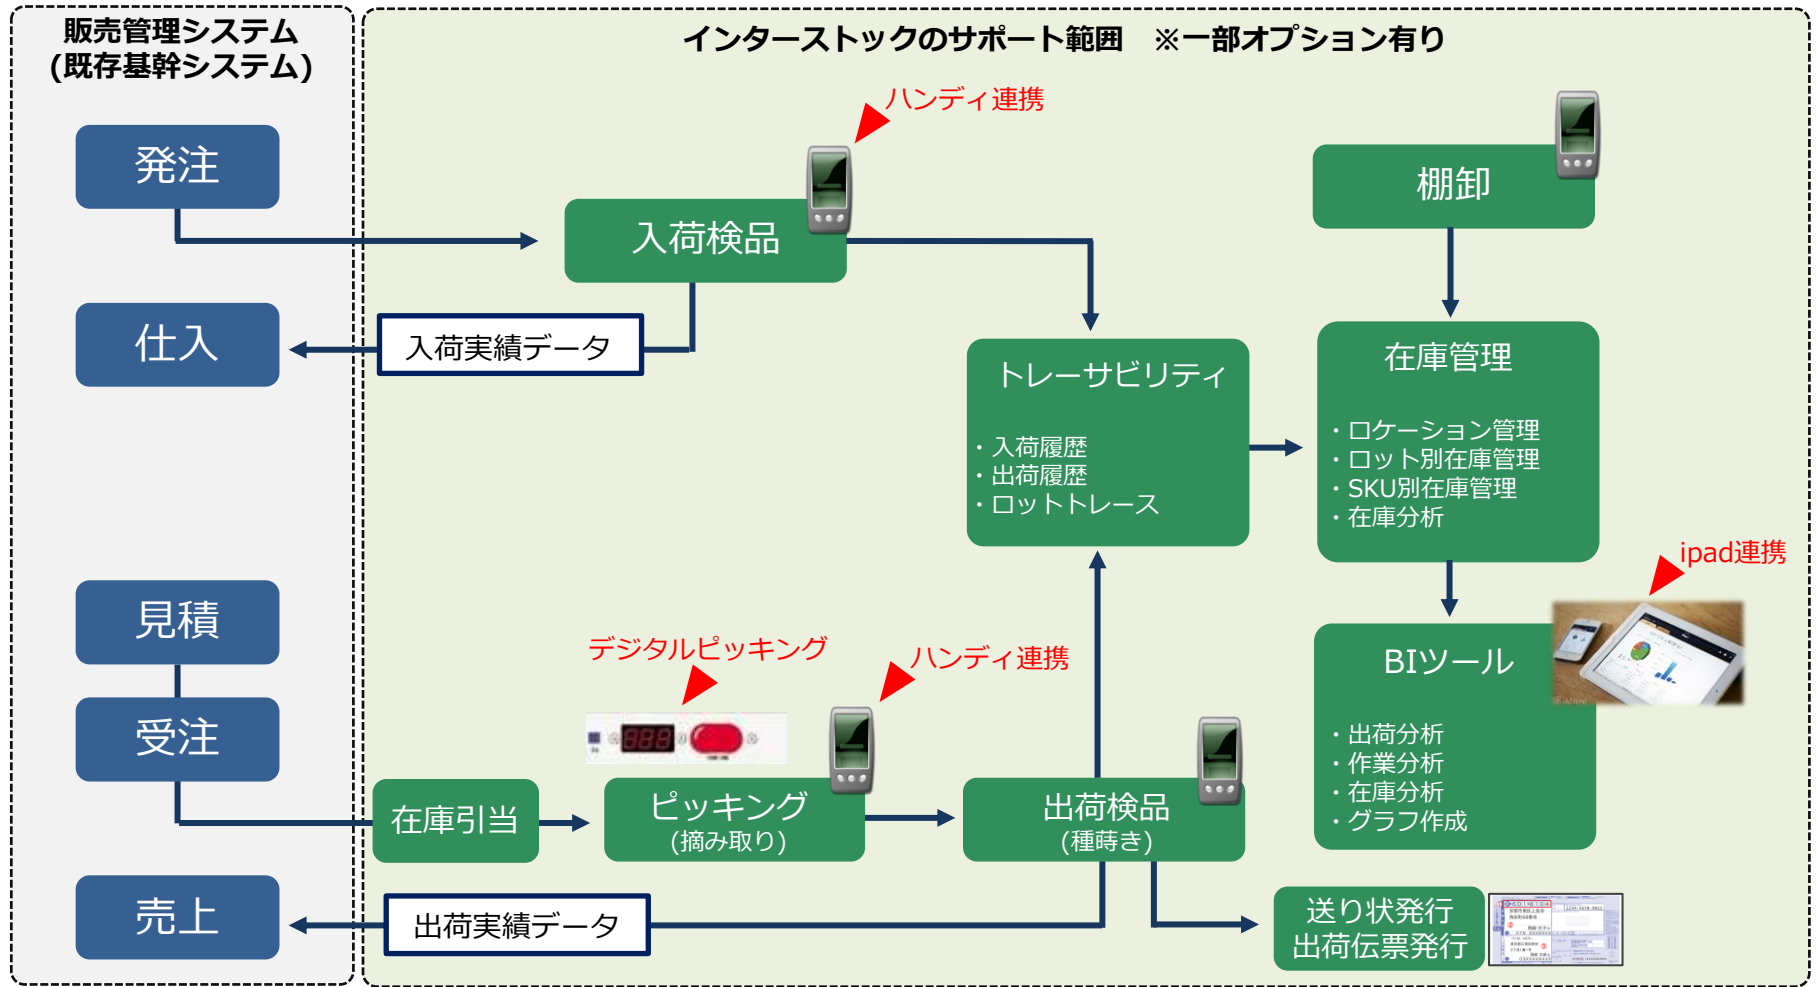 販売管理システム
(既存基幹システム)
発注
仕入
見積
受注
売上
インターストックのサポート範囲　※一部オプション有り
ハンディ連携
入荷検品
入荷実績データ
棚卸
トレーサビリティ
・入荷履歴
・出荷履歴
・ロットトレース
在庫管理
・ロケーション管理
・ロット別在庫管理
・SKU別在庫管理
・在庫分析
ipad連携
BIツール
・出荷分析
・作業分析
・在庫分析
・グラフ作成
デジタルピッキング
ハンディ連携
在庫引当
ピッキング
(摘み取り)
出荷検品
(種蒔き)
出荷実績データ
送り状発行
出荷伝票発行